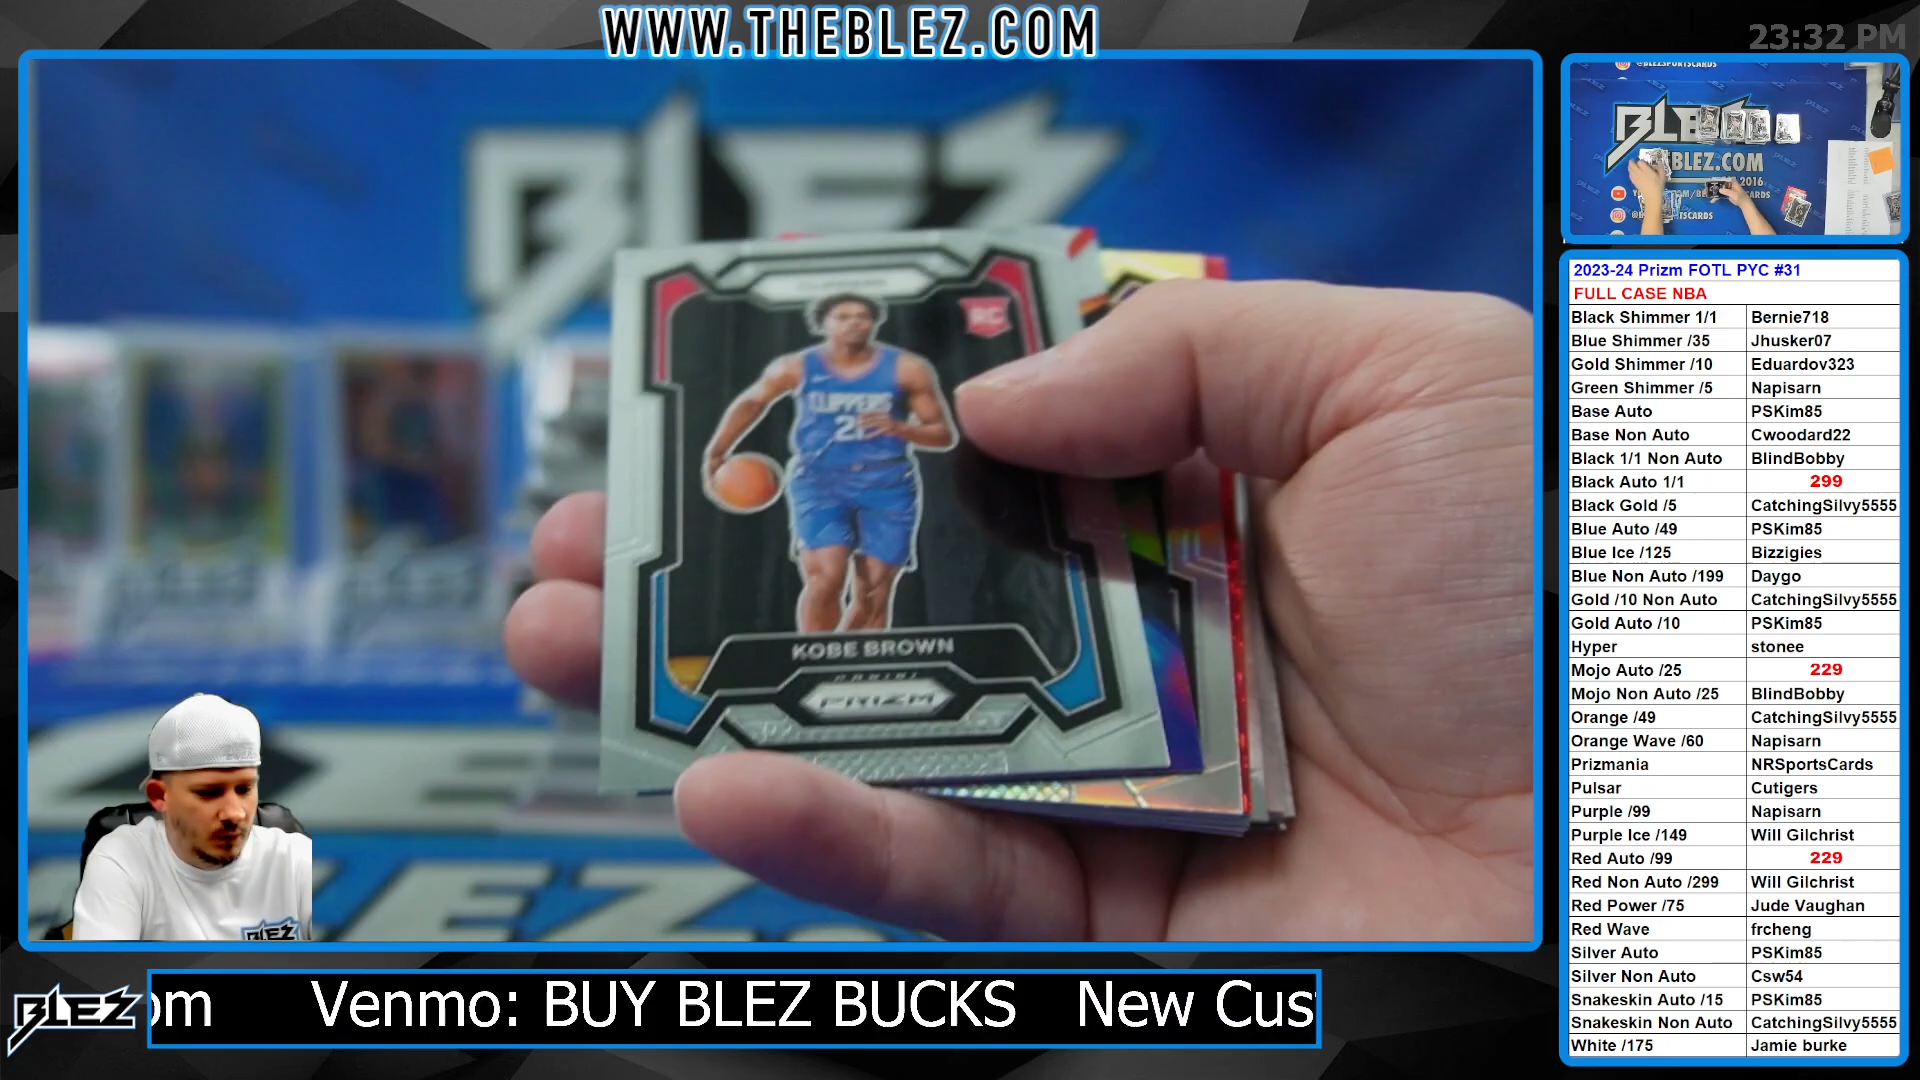 WWW.THEBLEZ.COM
23:32 PM
BLEZ
RC
CLIPPERS
KOBE BROWN
PANINI
PRIZM
BLEZ
@BLEZSPORTSCARDS
BLEZ
BLEZ.COM
2016
2023-24 Prizm FOTL PYC #31
FULL CASE NBA
Black Shimmer 1/1 Bernie718
Blue Shimmer /35 Jhusker07
Gold Shimmer /10 Eduardov323
Green Shimmer /5 Napisarn
Base Auto PSKim85
Base Non Auto Cwoodard22
Black 1/1 Non Auto BlindBobby
Black Auto 1/1 299
Black Gold /5 CatchingSilvy5555
Blue Auto /49 PSKim85
Blue Ice /125 Bizzigies
Blue Non Auto /199 Daygo
Gold /10 Non Auto CatchingSilvy5555
Gold Auto /10 PSKim85
Hyper stonee
Mojo Auto /25 229
Mojo Non Auto /25 BlindBobby
Orange /49 CatchingSilvy5555
Orange Wave /60 Napisarn
Prizmania NRSportsCards
Pulsar Cutigers
Purple /99 Napisarn
Purple Ice /149 Will Gilchrist
Red Auto /99 229
Red Non Auto /299 Will Gilchrist
Red Power /75 Jude Vaughan
Red Wave frcheng
Silver Auto PSKim85
Silver Non Auto Csw54
Snakeskin Auto /15 PSKim85
Snakeskin Non Auto CatchingSilvy5555
White /175 Jamie burke
BLEZ
om Venmo: BUY BLEZ BUCKS New Cus